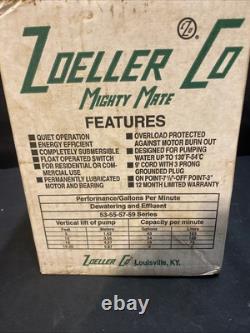 ZOELLER CO
MIGHTY MATE
FEATURES
QUIET OPERATION
ENERGY EFFICIENT
COMPLETELY SUBMERSIBLE
FLOAT OPERATED SWITCH
FOR RESIDENTIAL OR COM-
MERCIAL USE
PERMANENTLY LUBRICATED
MOTOR AND BEARING
OVERLOAD PROTECTED
AGAINST MOTOR BURN OUT
DESIGNED FOR PUMPING
WATER UP TO 130°F-54°C
9' CORD WITH 3 PRONG
GROUNDED PLUG
ON POINT-7¼"-OFF POINT-3"
12 MONTH LIMITED WARRANTY
Performance/Gallons Per Minute
Dewatering and Effluent
53-55-57-59 Series
Vertical lift of pump Capacity per minute
Feet Meters Gallons Liters
ZOELLER CO Louisville, KY.